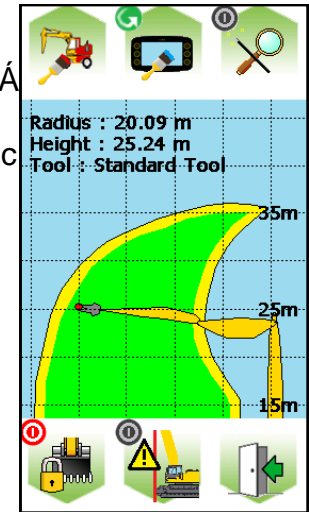 Á
c
Radius : 20.09 m
Height : 25.24 m
Tool : Standard Tool
35m
25m
15m